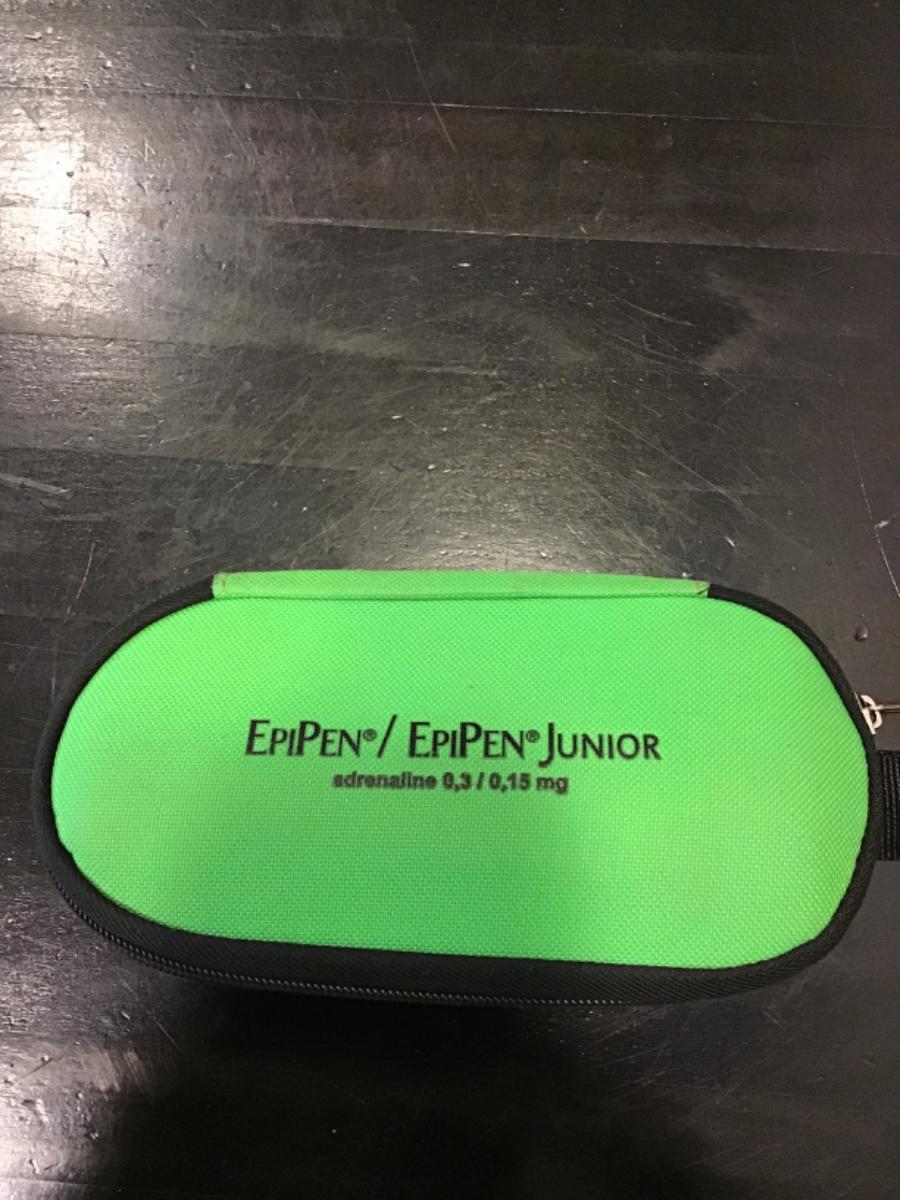 EPIPEN®/ EPIPEN® JUNIOR
adrenaline 0,3 / 0,15 mg